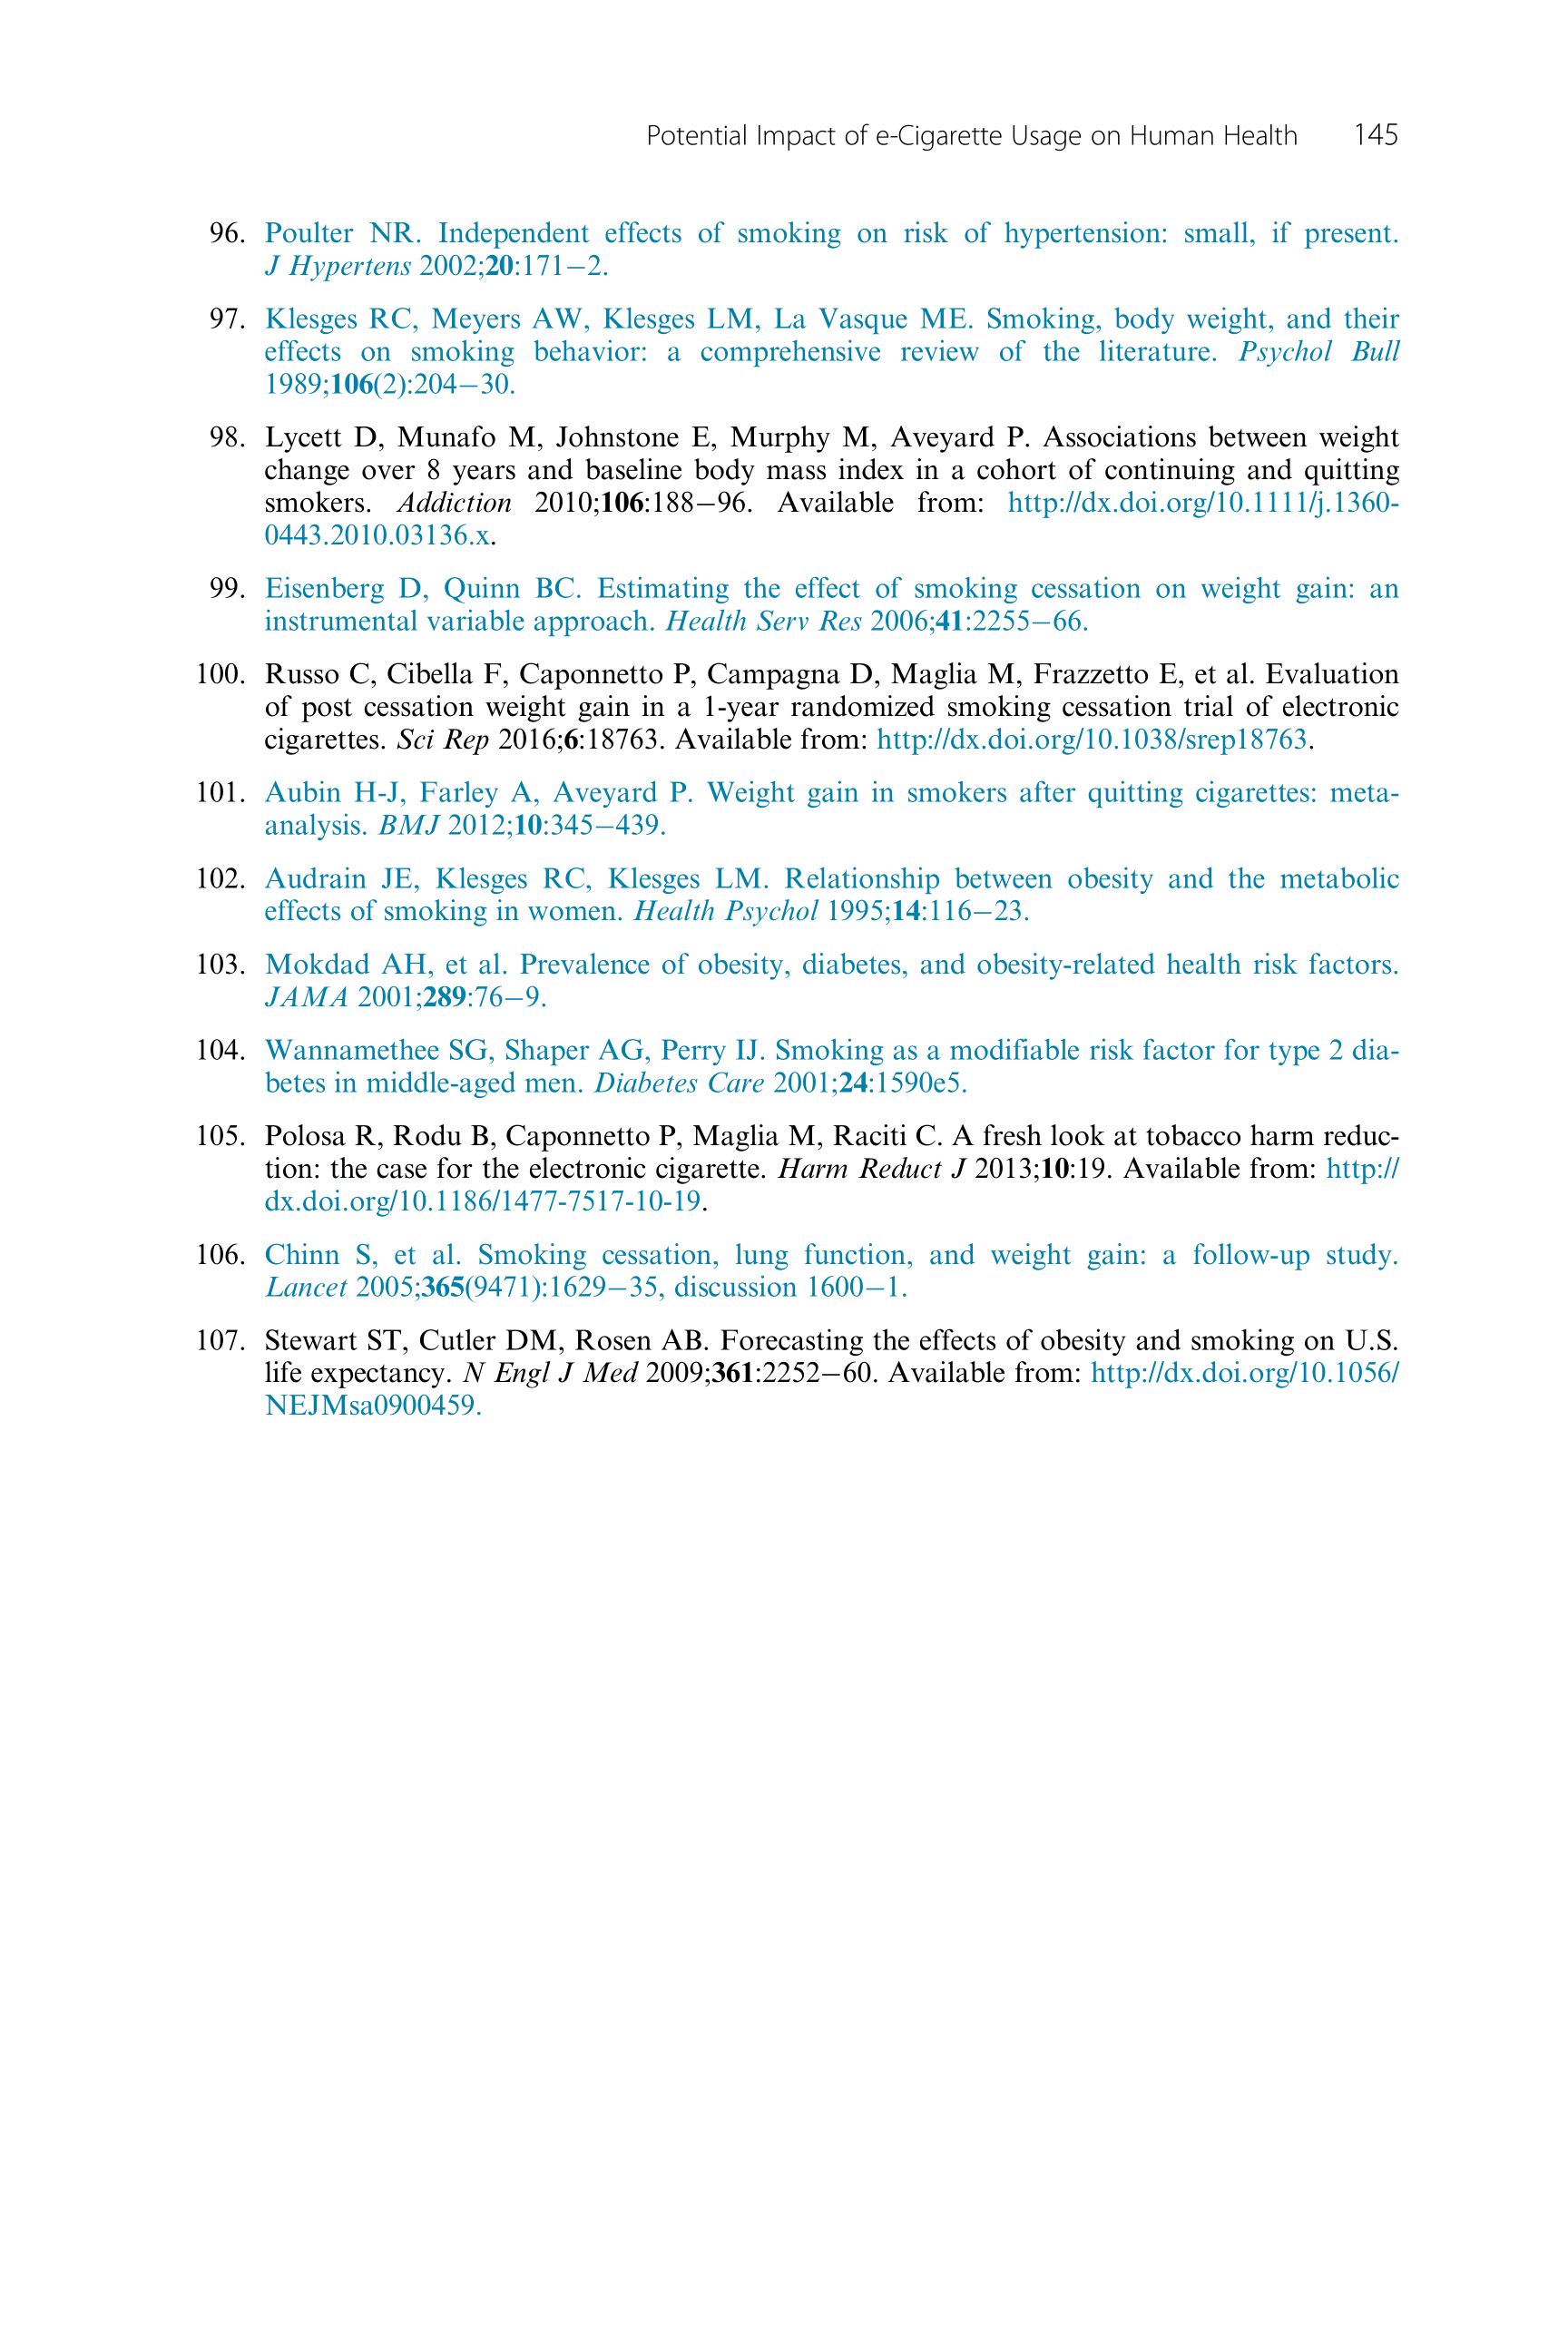 Potential Impact of e-Cigarette Usage on Human Health 145
96. Poulter NR. Independent effects of smoking on risk of hypertension: small, if present.
J Hypertens 2002;20:171−2.
97. Klesges RC, Meyers AW, Klesges LM, La Vasque ME. Smoking, body weight, and their
effects on smoking behavior: a comprehensive review of the literature. Psychol Bull
1989;106(2):204−30.
98. Lycett D, Munafo M, Johnstone E, Murphy M, Aveyard P. Associations between weight
change over 8 years and baseline body mass index in a cohort of continuing and quitting
smokers. Addiction 2010;106:188−96. Available from: http://dx.doi.org/10.1111/j.1360-
0443.2010.03136.x.
99. Eisenberg D, Quinn BC. Estimating the effect of smoking cessation on weight gain: an
instrumental variable approach. Health Serv Res 2006;41:2255−66.
100. Russo C, Cibella F, Caponnetto P, Campagna D, Maglia M, Frazzetto E, et al. Evaluation
of post cessation weight gain in a 1-year randomized smoking cessation trial of electronic
cigarettes. Sci Rep 2016;6:18763. Available from: http://dx.doi.org/10.1038/srep18763.
101. Aubin H-J, Farley A, Aveyard P. Weight gain in smokers after quitting cigarettes: meta-
analysis. BMJ 2012;10:345−439.
102. Audrain JE, Klesges RC, Klesges LM. Relationship between obesity and the metabolic
effects of smoking in women. Health Psychol 1995;14:116−23.
103. Mokdad AH, et al. Prevalence of obesity, diabetes, and obesity-related health risk factors.
JAMA 2001;289:76−9.
104. Wannamethee SG, Shaper AG, Perry IJ. Smoking as a modifiable risk factor for type 2 dia-
betes in middle-aged men. Diabetes Care 2001;24:1590e5.
105. Polosa R, Rodu B, Caponnetto P, Maglia M, Raciti C. A fresh look at tobacco harm reduc-
tion: the case for the electronic cigarette. Harm Reduct J 2013;10:19. Available from: http://
dx.doi.org/10.1186/1477-7517-10-19.
106. Chinn S, et al. Smoking cessation, lung function, and weight gain: a follow-up study.
Lancet 2005;365(9471):1629−35, discussion 1600−1.
107. Stewart ST, Cutler DM, Rosen AB. Forecasting the effects of obesity and smoking on U.S.
life expectancy. N Engl J Med 2009;361:2252−60. Available from: http://dx.doi.org/10.1056/
NEJMsa0900459.